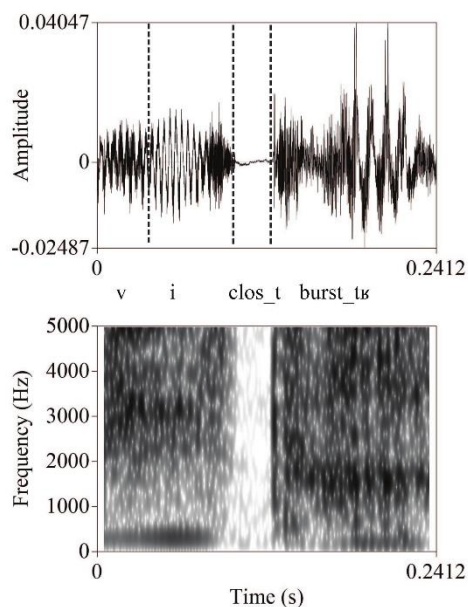 0.04047
Amplitude
0
-0.02487
0 0.2412
v i clos_t burst_tʁ
5000
4000
Frequency (Hz)
3000
2000
1000
0
0 0.2412
Time (s)